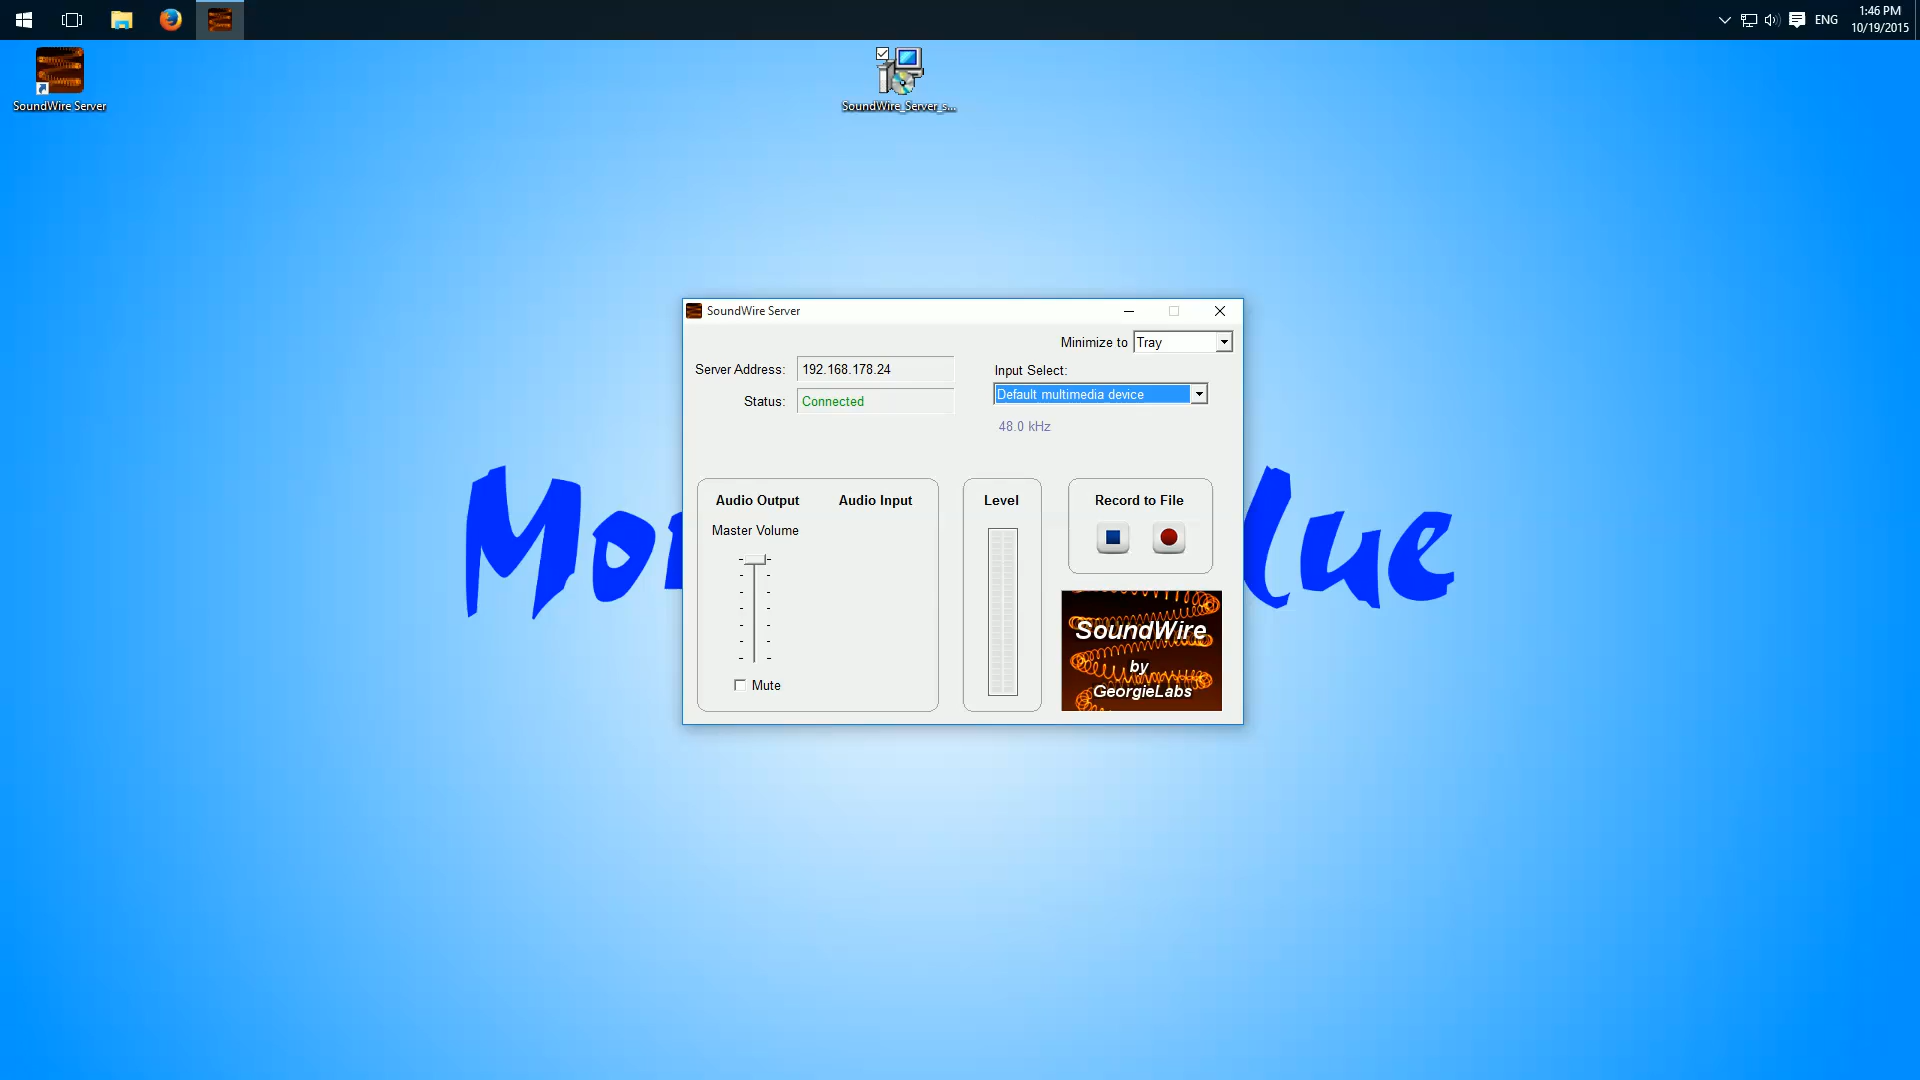 ENG
1:46 PM
10/19/2015
SoundWire Server
SoundWire_Server_s...
SoundWire Server
Minimize to Tray
Server Address: 192.168.178.24
Input Select:
Status: Connected
Default multimedia device
48.0 kHz
Audio Output
Audio Input
Level
Record to File
Master Volume
Mute
SoundWire
by
GeorgieLabs